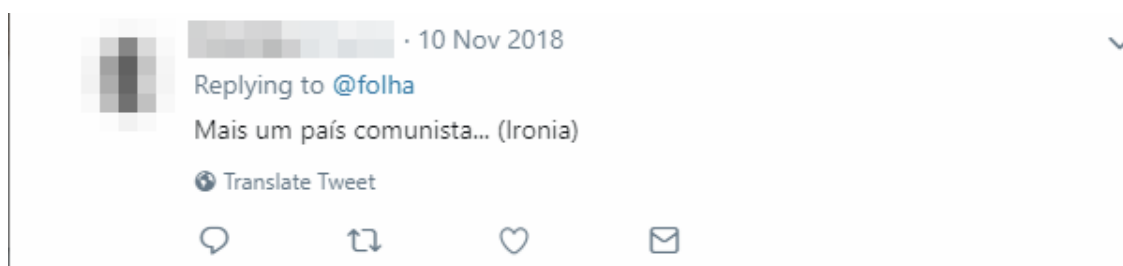 · 10 Nov 2018
Replying to @folha
Mais um país comunista... (Ironia)
Translate Tweet